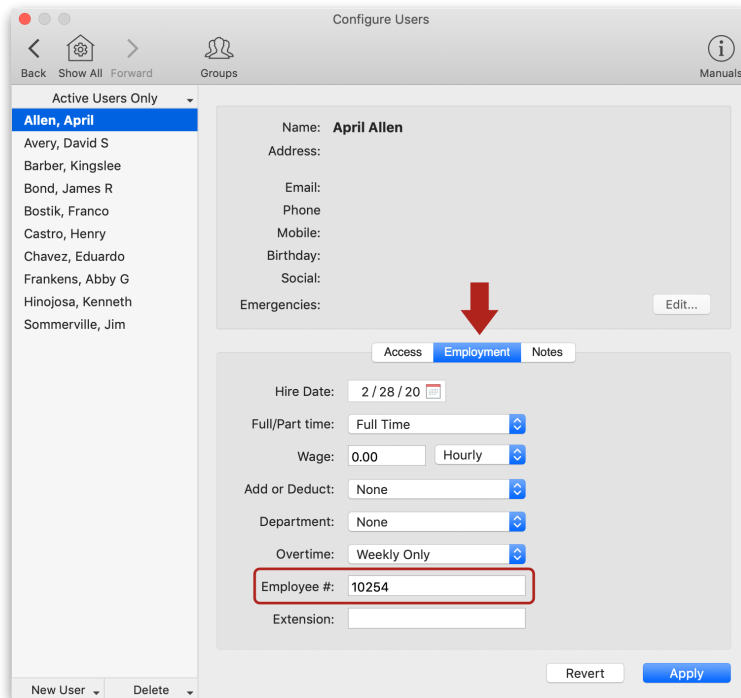 Configure Users
Back Show All Forward Groups Manuals
Active Users Only
Allen, April
Avery, David S
Barber, Kingslee
Bond, James R
Bostik, Franco
Castro, Henry
Chavez, Eduardo
Frankens, Abby G
Hinojosa, Kenneth
Sommerville, Jim
New User Delete
Name: April Allen
Address:
Email:
Phone
Mobile:
Birthday:
Social:
Emergencies: Edit...
Access Employment Notes
Hire Date: 2 / 28 / 20
Full/Part time: Full Time
Wage: 0.00 Hourly
Add or Deduct: None
Department: None
Overtime: Weekly Only
Employee #: 10254
Extension:
Revert Apply